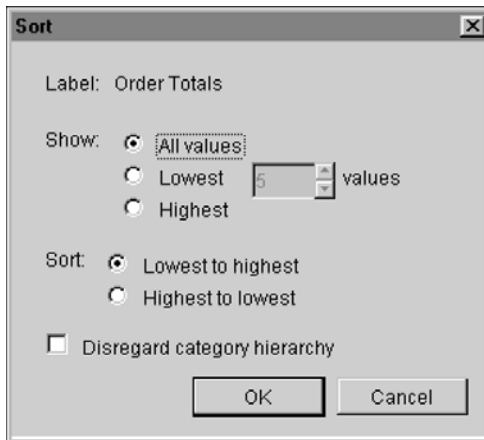 Sort
Label: Order Totals
Show: All values
Lowest 5 values
Highest
Sort: Lowest to highest
Highest to lowest
Disregard category hierarchy
OK Cancel